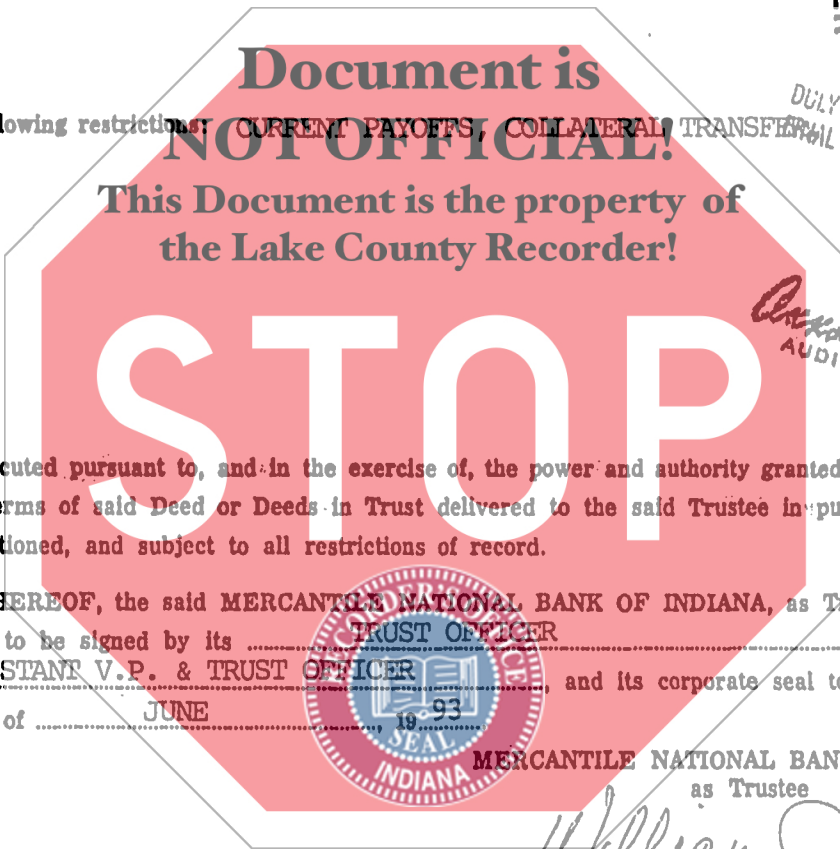 Document is
NOT OFFICIAL!
This Document is the property of
the Lake County Recorder!
STOP
DULY
lowing restrictions: CURRENT PAYOFFS, COLLATERAL TRANSFER
AUDI
cuted pursuant to, and in the exercise of, the power and authority granted
rms of said Deed or Deeds in Trust delivered to the said Trustee in pu
tioned, and subject to all restrictions of record.
HEREOF, the said MERCANTILE NATIONAL BANK OF INDIANA, as T
to be signed by its TRUST OFFICER
STANT V.P. & TRUST OFFICER, and its corporate seal to
of JUNE, 19 93
RECORDER OFFICE
SEAL
INDIANA
MERCANTILE NATIONAL BAN
as Trustee